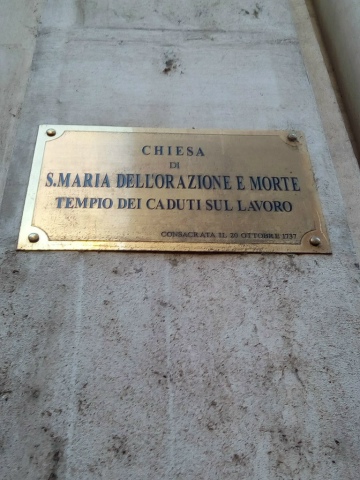 CHIESA
DI
S.MARIA DELL'ORAZIONE E MORTE
TEMPIO DEI CADUTI SUL LAVORO
CONSACRATA IL 20 OTTOBRE 1737